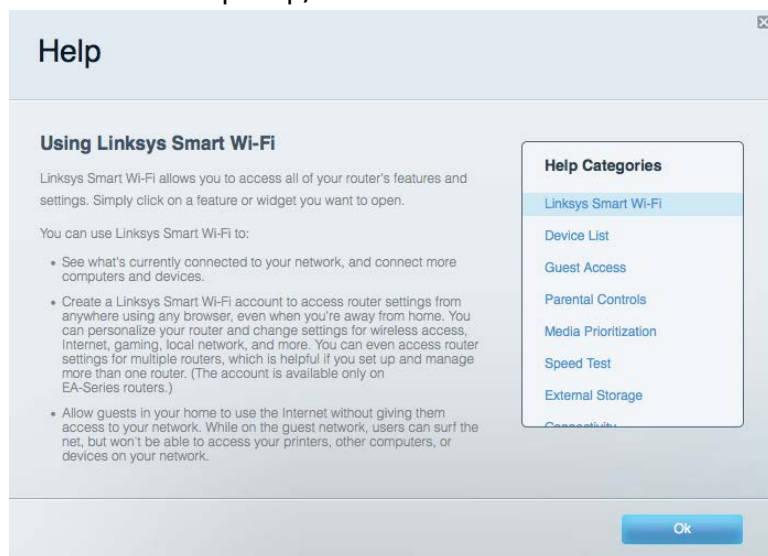 Help
Using Linksys Smart Wi-Fi
Linksys Smart Wi-Fi allows you to access all of your router's features and
settings. Simply click on a feature or widget you want to open.
You can use Linksys Smart Wi-Fi to:
• See what's currently connected to your network, and connect more
computers and devices.
• Create a Linksys Smart Wi-Fi account to access router settings from
anywhere using any browser, even when you're away from home. You
can personalize your router and change settings for wireless access,
Internet, gaming, local network, and more. You can even access router
settings for multiple routers, which is helpful if you set up and manage
more than one router. (The account is available only on
EA-Series routers.)
• Allow guests in your home to use the Internet without giving them
access to your network. While on the guest network, users can surf the
net, but won't be able to access your printers, other computers, or
devices on your network.
Help Categories
Linksys Smart Wi-Fi
Device List
Guest Access
Parental Controls
Media Prioritization
Speed Test
External Storage
Connectivity
Ok